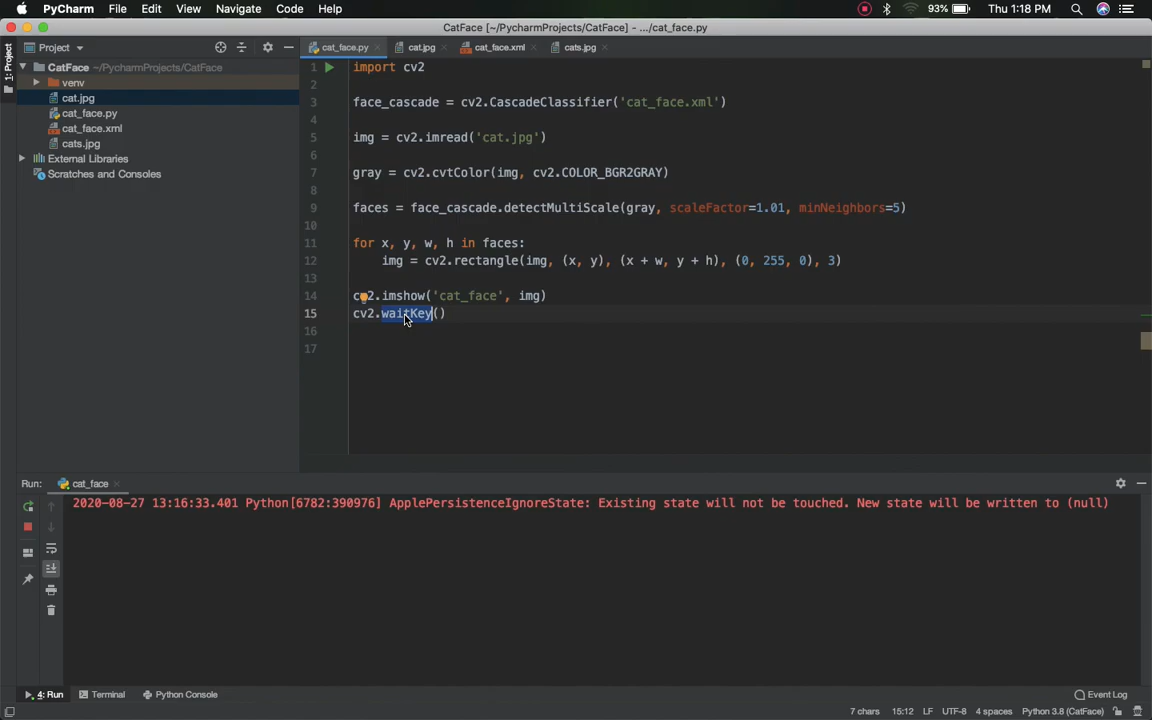 PyCharm File Edit View Navigate Code Help 93% Thu 1:18 PM
CatFace [~/PycharmProjects/CatFace] - .../cat_face.py
1: Project
Project
cat_face.py cat.jpg cat_face.xml cats.jpg
CatFace ~/PycharmProjects/CatFace
venv
cat.jpg
cat_face.py
cat_face.xml
cats.jpg
External Libraries
Scratches and Consoles
1 import cv2
2
3 face_cascade = cv2.CascadeClassifier('cat_face.xml')
4
5 img = cv2.imread('cat.jpg')
6
7 gray = cv2.cvtColor(img, cv2.COLOR_BGR2GRAY)
8
9 faces = face_cascade.detectMultiScale(gray, scaleFactor=1.01, minNeighbors=5)
10
11 for x, y, w, h in faces:
12 img = cv2.rectangle(img, (x, y), (x + w, y + h), (0, 255, 0), 3)
13
14 cv2.imshow('cat_face', img)
15 cv2.waitKey()
16
17
Run: cat_face
2020-08-27 13:16:33.401 Python[6782:390976] ApplePersistenceIgnoreState: Existing state will not be touched. New state will be written to (null)
4: Run Terminal Python Console Event Log
7 chars 15:12 LF UTF-8 4 spaces Python 3.8 (CatFace)